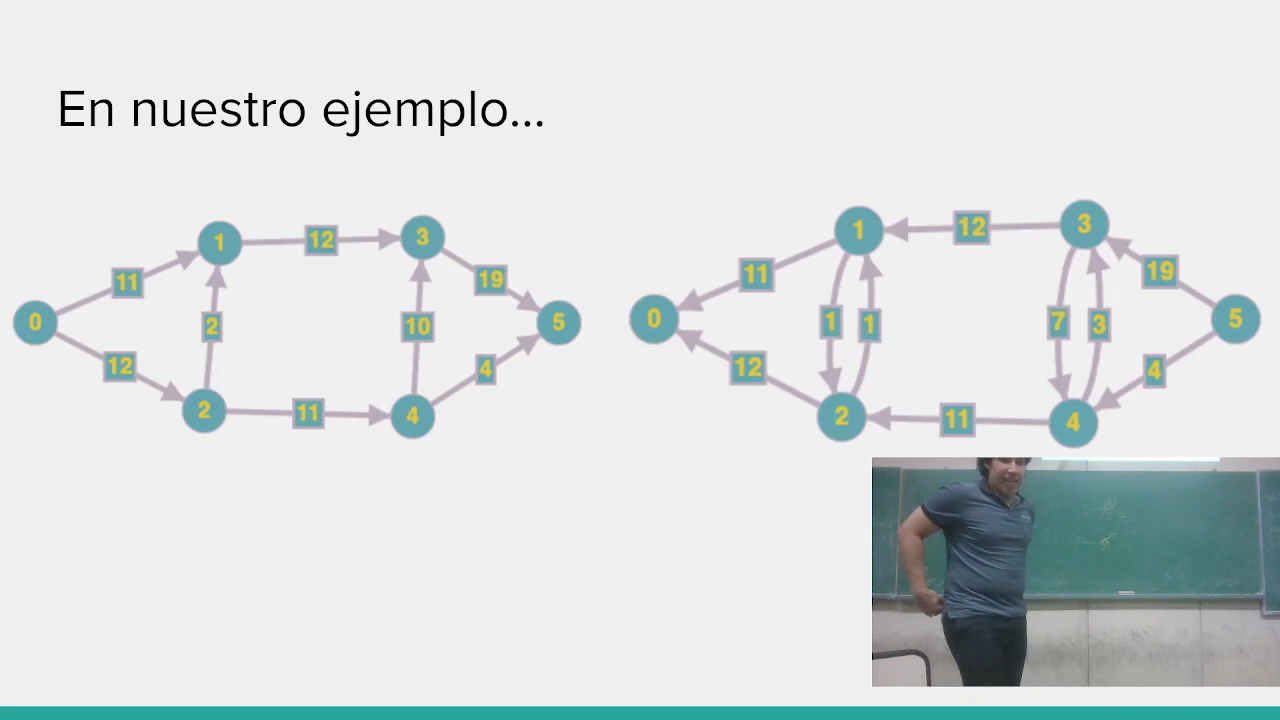 En nuestro ejemplo...
0 11 12 1 2 2 12 11 3 10 4 19 4 5
0 11 12 1 1 1 2 12 11 3 7 3 4 19 4 5